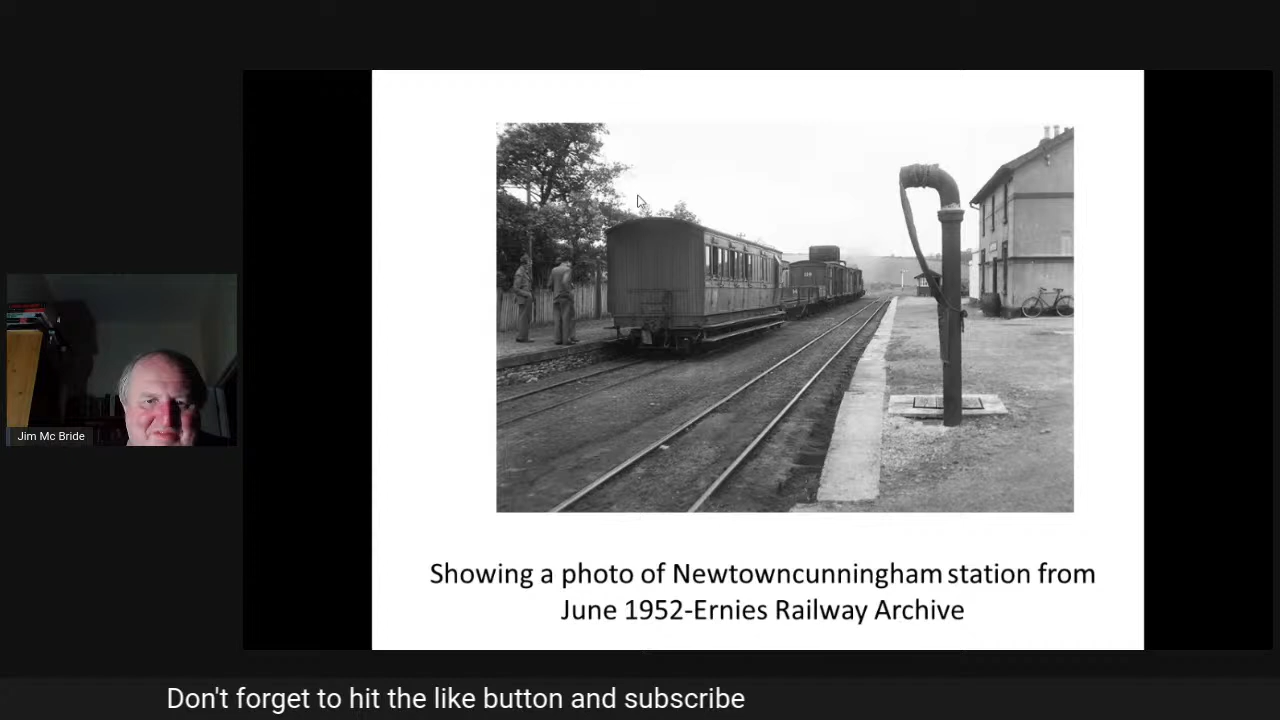 Jim Mc Bride
Showing a photo of Newtowncunningham station from
June 1952-Ernies Railway Archive
Don't forget to hit the like button and subscribe